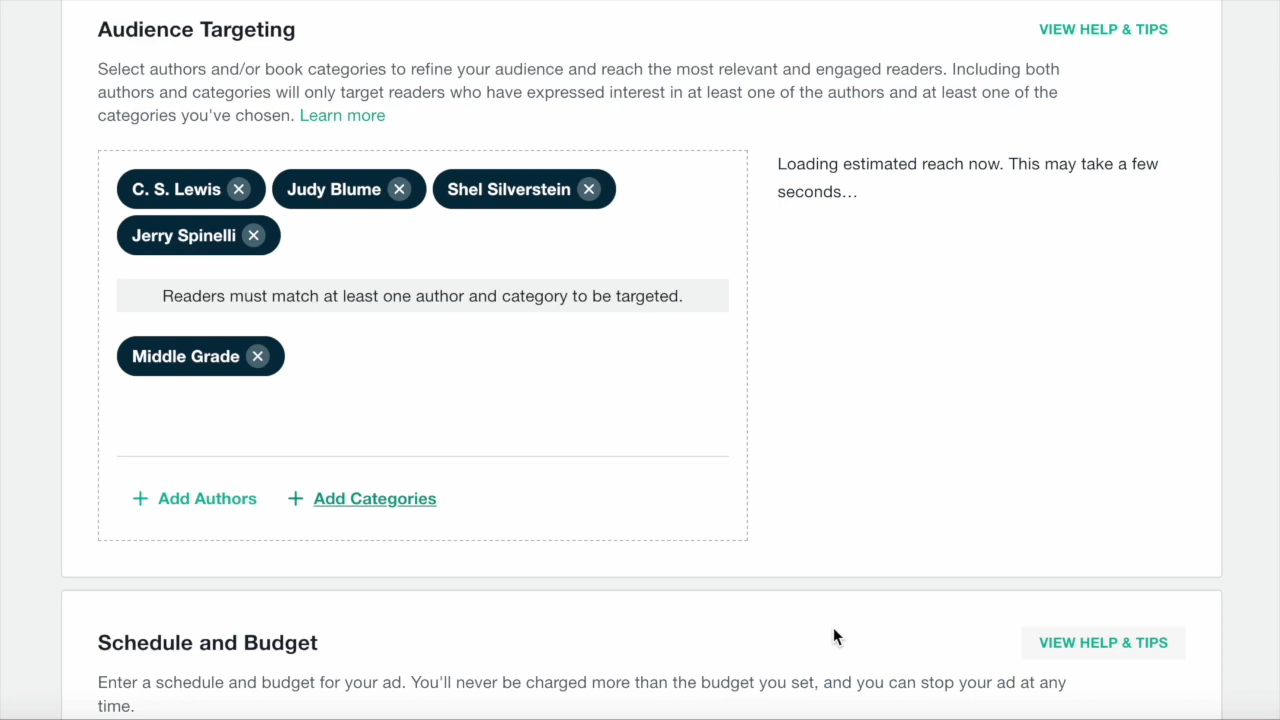 Audience Targeting
VIEW HELP & TIPS
Select authors and/or book categories to refine your audience and reach the most relevant and engaged readers. Including both
authors and categories will only target readers who have expressed interest in at least one of the authors and at least one of the
categories you've chosen. Learn more
C. S. Lewis
Judy Blume
Shel Silverstein
Jerry Spinelli
Readers must match at least one author and category to be targeted.
Middle Grade
+ Add Authors
+ Add Categories
Loading estimated reach now. This may take a few
seconds…
Schedule and Budget
VIEW HELP & TIPS
Enter a schedule and budget for your ad. You'll never be charged more than the budget you set, and you can stop your ad at any
time.